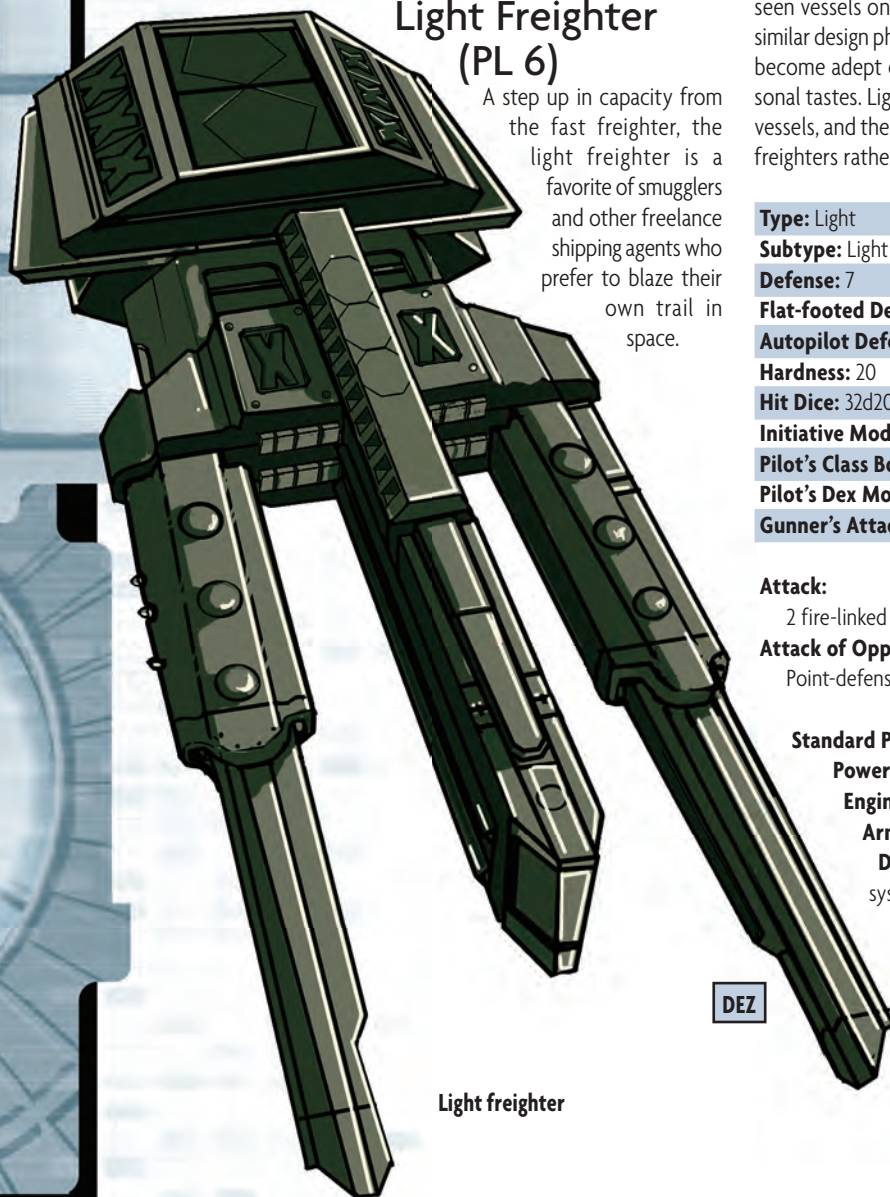 Light Freighter
(PL 6)
A step up in capacity from
the fast freighter, the
light freighter is a
favorite of smugglers
and other freelance
shipping agents who
prefer to blaze their
own trail in
space.
DEZ
Light freighter
seen vessels on
similar design
become adept
sonal tastes. Lig
vessels, and the
freighters rathe
Type: Light
Subtype: Light
Defense: 7
Flat-footed De
Autopilot Defe
Hardness: 20
Hit Dice: 32d20
Initiative Mod
Pilot's Class Bo
Pilot's Dex Mo
Gunner's Attac
Attack:
2 fire-linked
Attack of Opp
Point-defens
Standard P
Power
Engin
Arr
D
sys